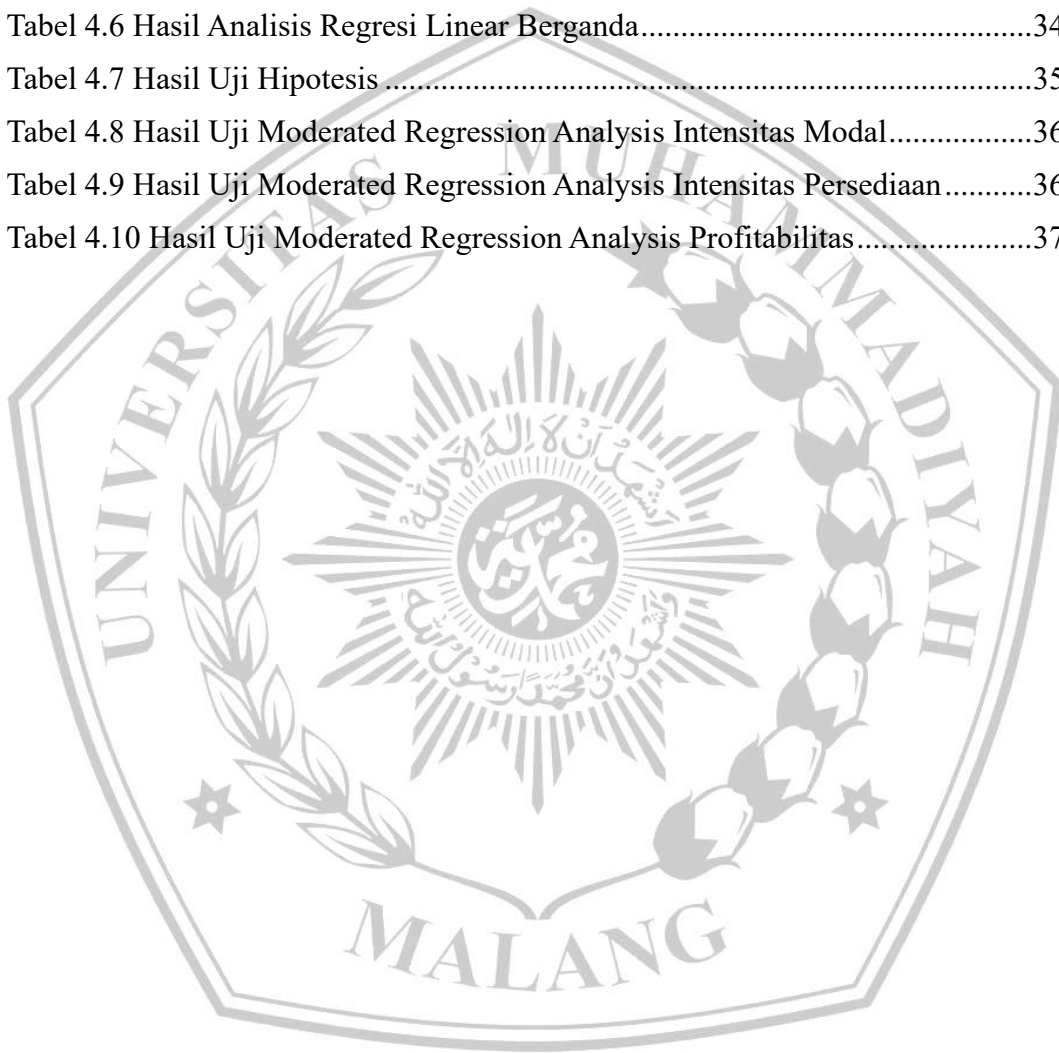 Tabel 4.6 Hasil Analisis Regresi Linear Berganda.............................................................34
Tabel 4.7 Hasil Uji Hipotesis ....................................................................................................35
Tabel 4.8 Hasil Uji Moderated Regression Analysis Intensitas Modal......................36
Tabel 4.9 Hasil Uji Moderated Regression Analysis Intensitas Persediaan.............36
Tabel 4.10 Hasil Uji Moderated Regression Analysis Profitabilitas...........................37
UNIVERSITAS MUHAMMADIYAH
MALANG